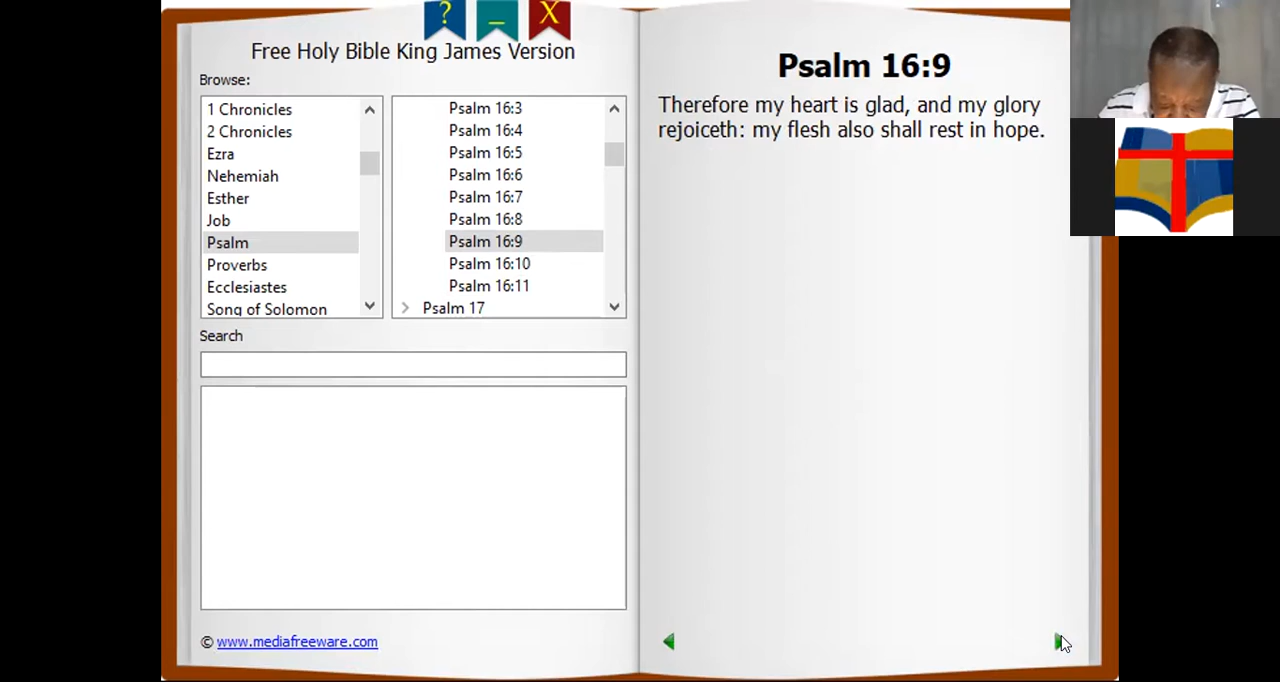 ? _ X
Free Holy Bible King James Version
Browse:
1 Chronicles
2 Chronicles
Ezra
Nehemiah
Esther
Job
Psalm
Proverbs
Ecclesiastes
Song of Solomon
Psalm 16:3
Psalm 16:4
Psalm 16:5
Psalm 16:6
Psalm 16:7
Psalm 16:8
Psalm 16:9
Psalm 16:10
Psalm 16:11
Psalm 17
Search
© www.mediafreeware.com
Psalm 16:9
Therefore my heart is glad, and my glory
rejoiceth: my flesh also shall rest in hope.